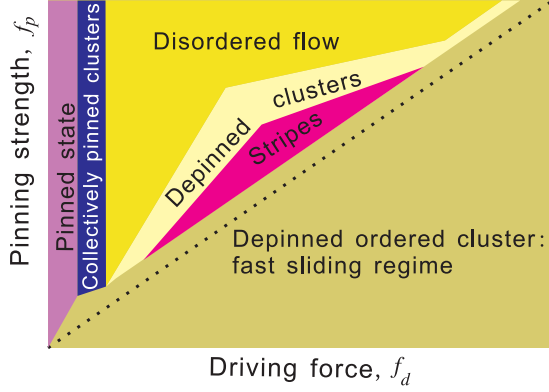 Disordered flow
clusters
Depinned
Stripes
Pinned state
Collectively pinned clusters
Pinning strength, f_p
Depinned ordered cluster:
fast sliding regime
Driving force, f_d